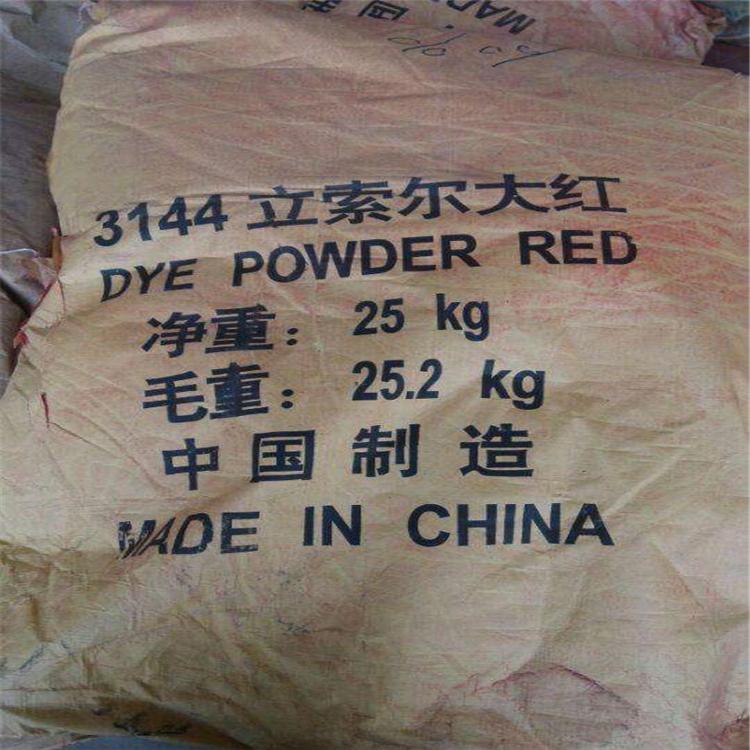 3144 立索尔大红
DYE POWDER RED
净重: 25 kg
毛重: 25.2 kg
中国制造
MADE IN CHINA